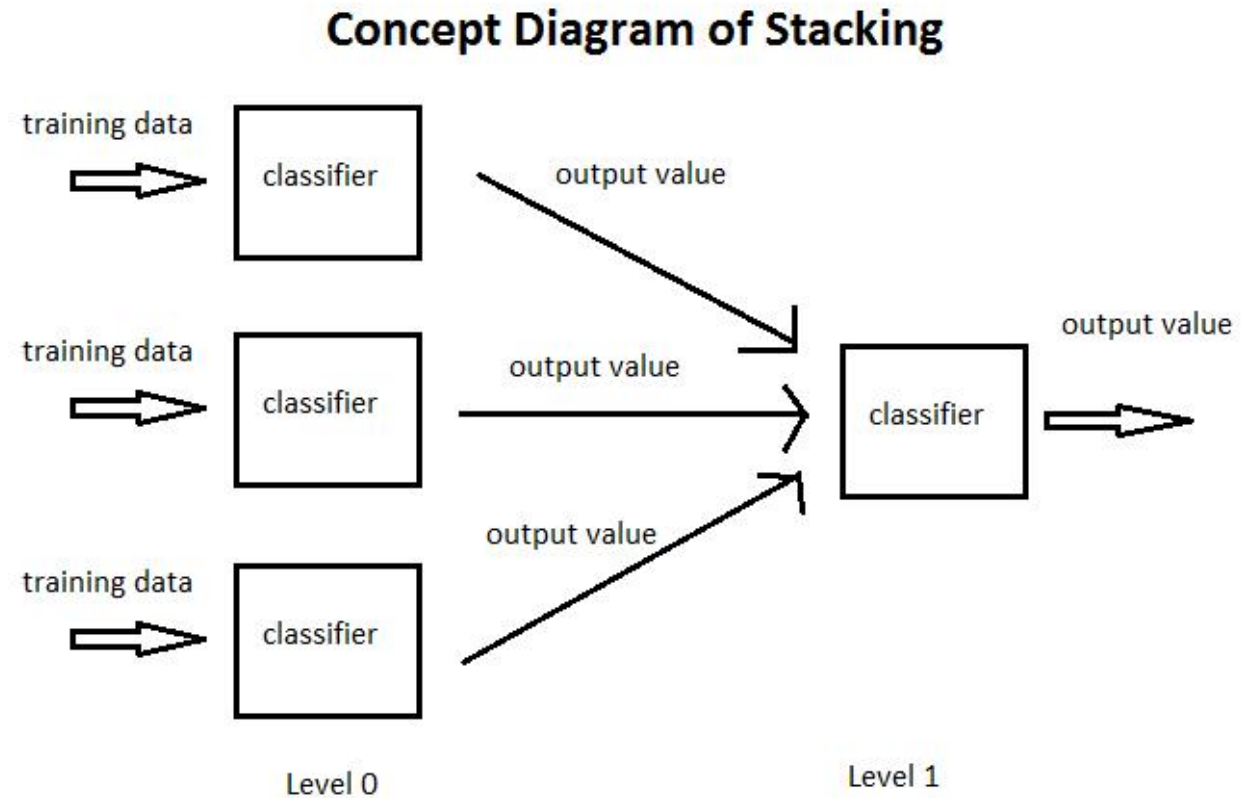 Concept Diagram of Stacking
training data
classifier
output value
training data
classifier
output value
output value
classifier
training data
classifier
output value
Level 0
Level 1